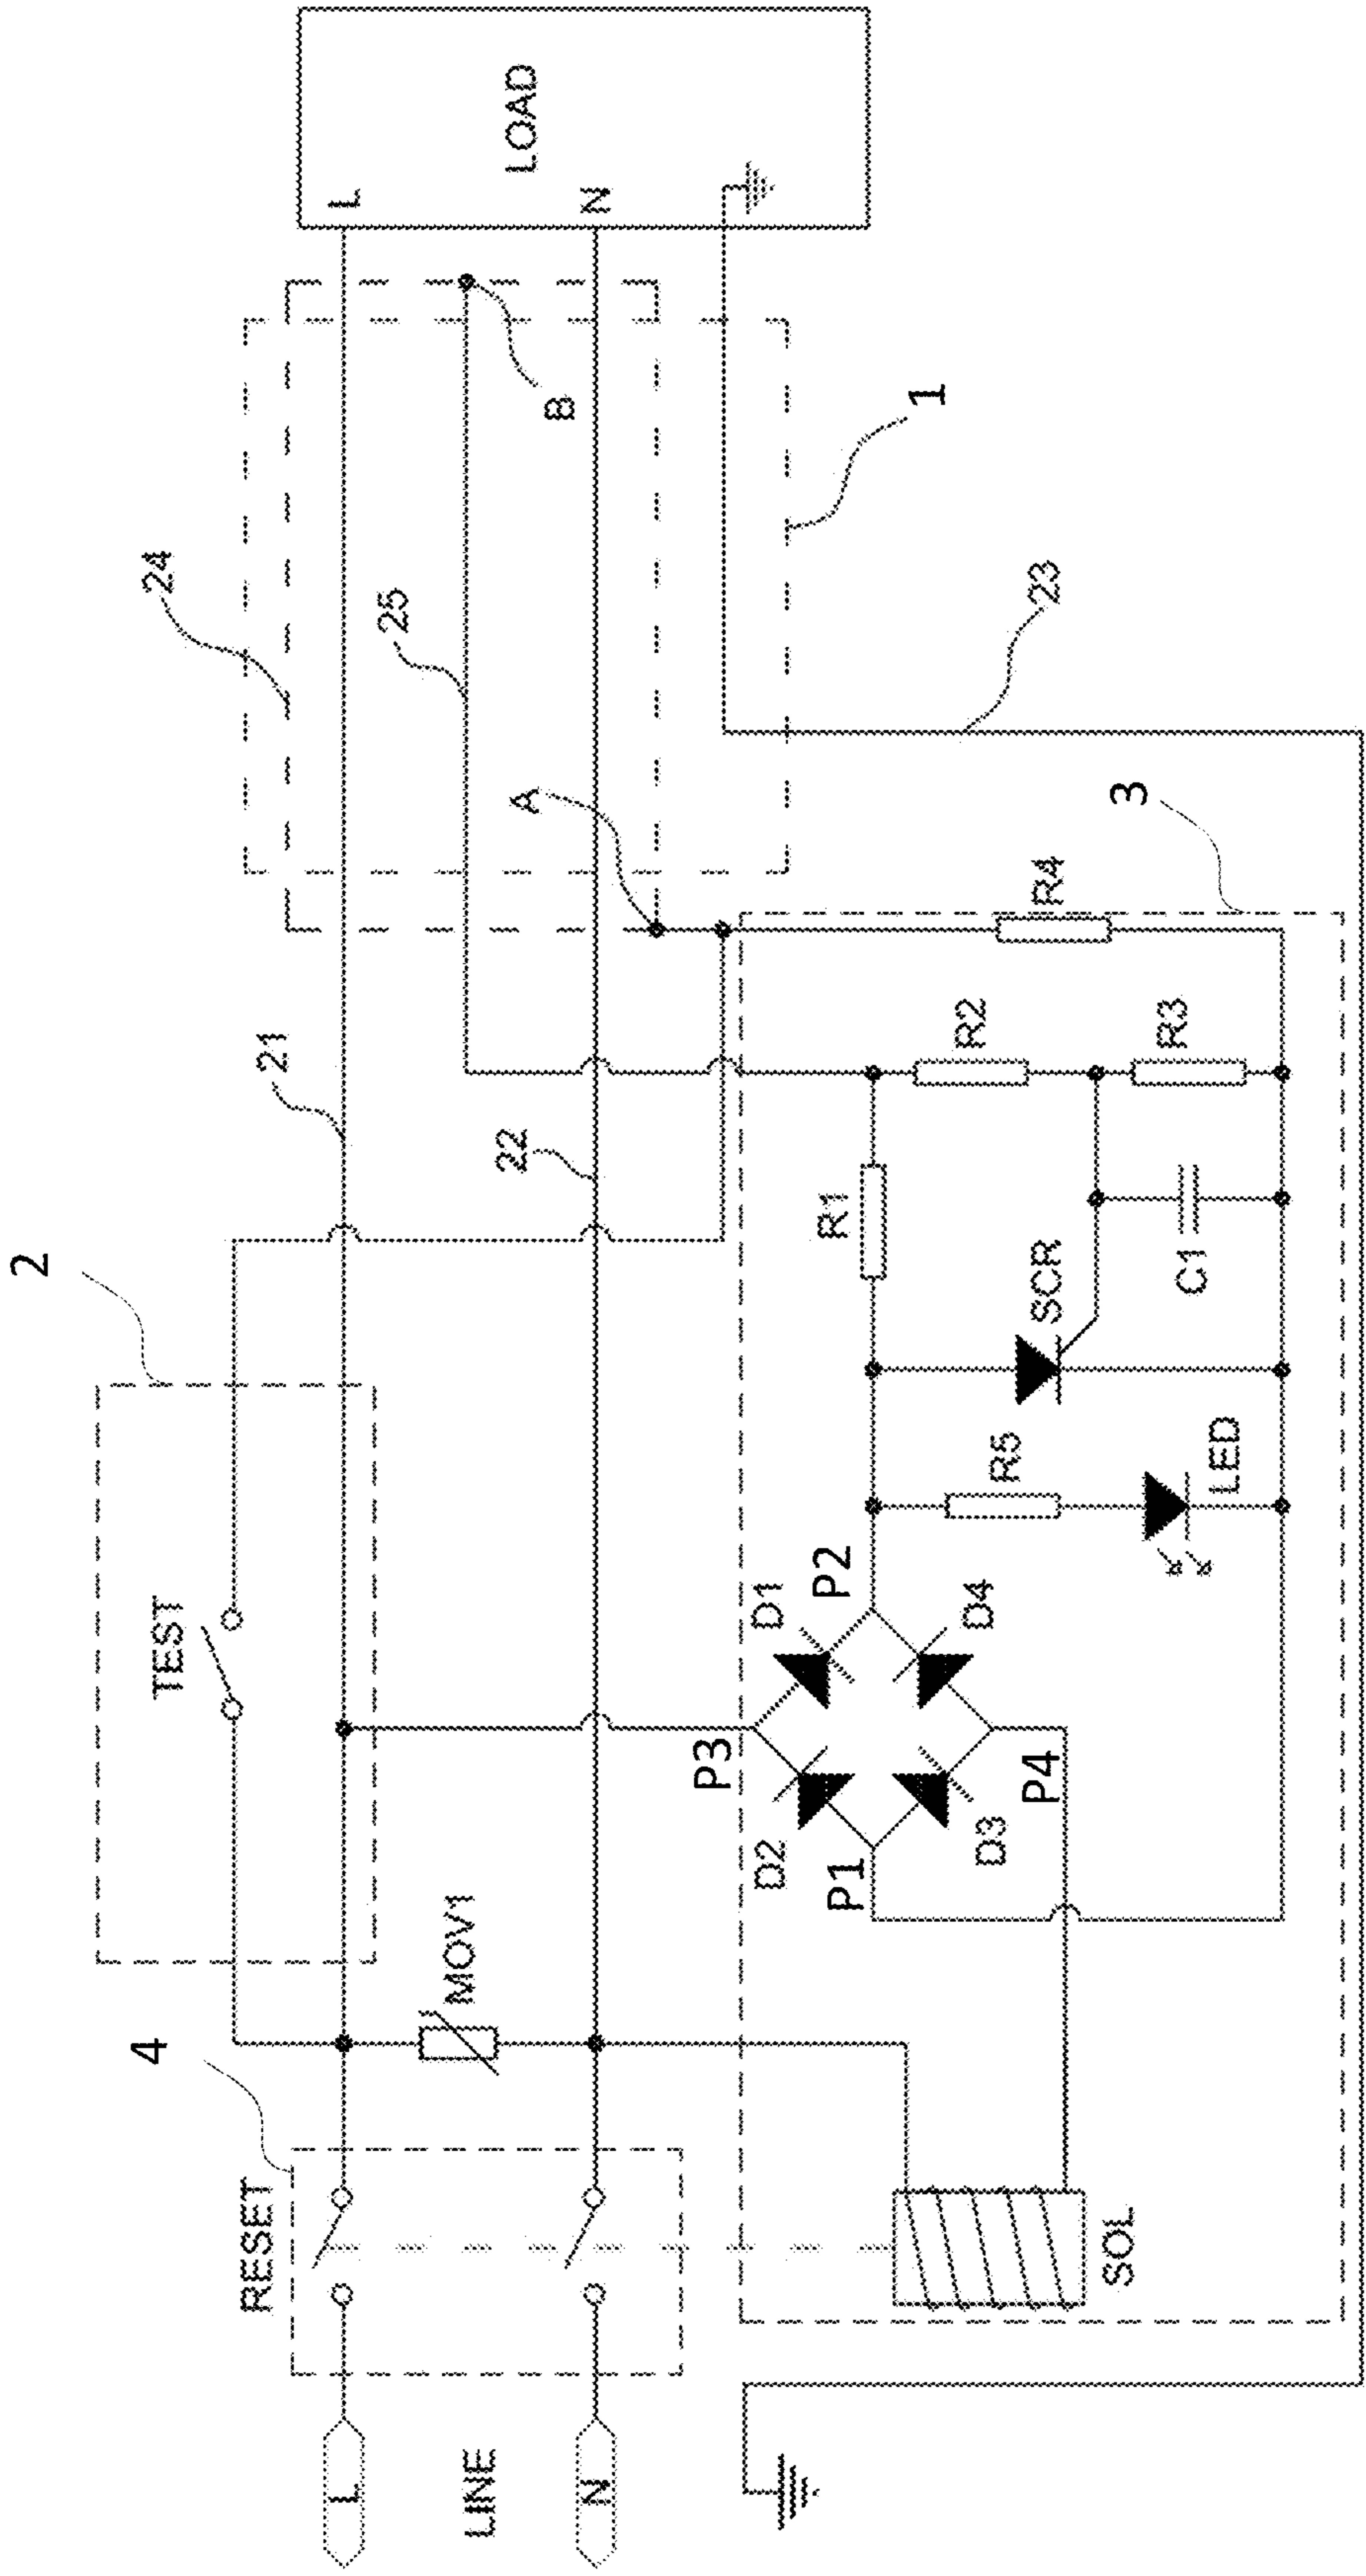 L
LOAD
N
24
25
B
1
A
23
3
21
22
R4
R2
R3
R1
SCR
C1
2
TEST
R5
LED
P2
D1
D4
P3
P4
D2
P1
D3
MOV1
4
RESET
SOL
L
LINE
N